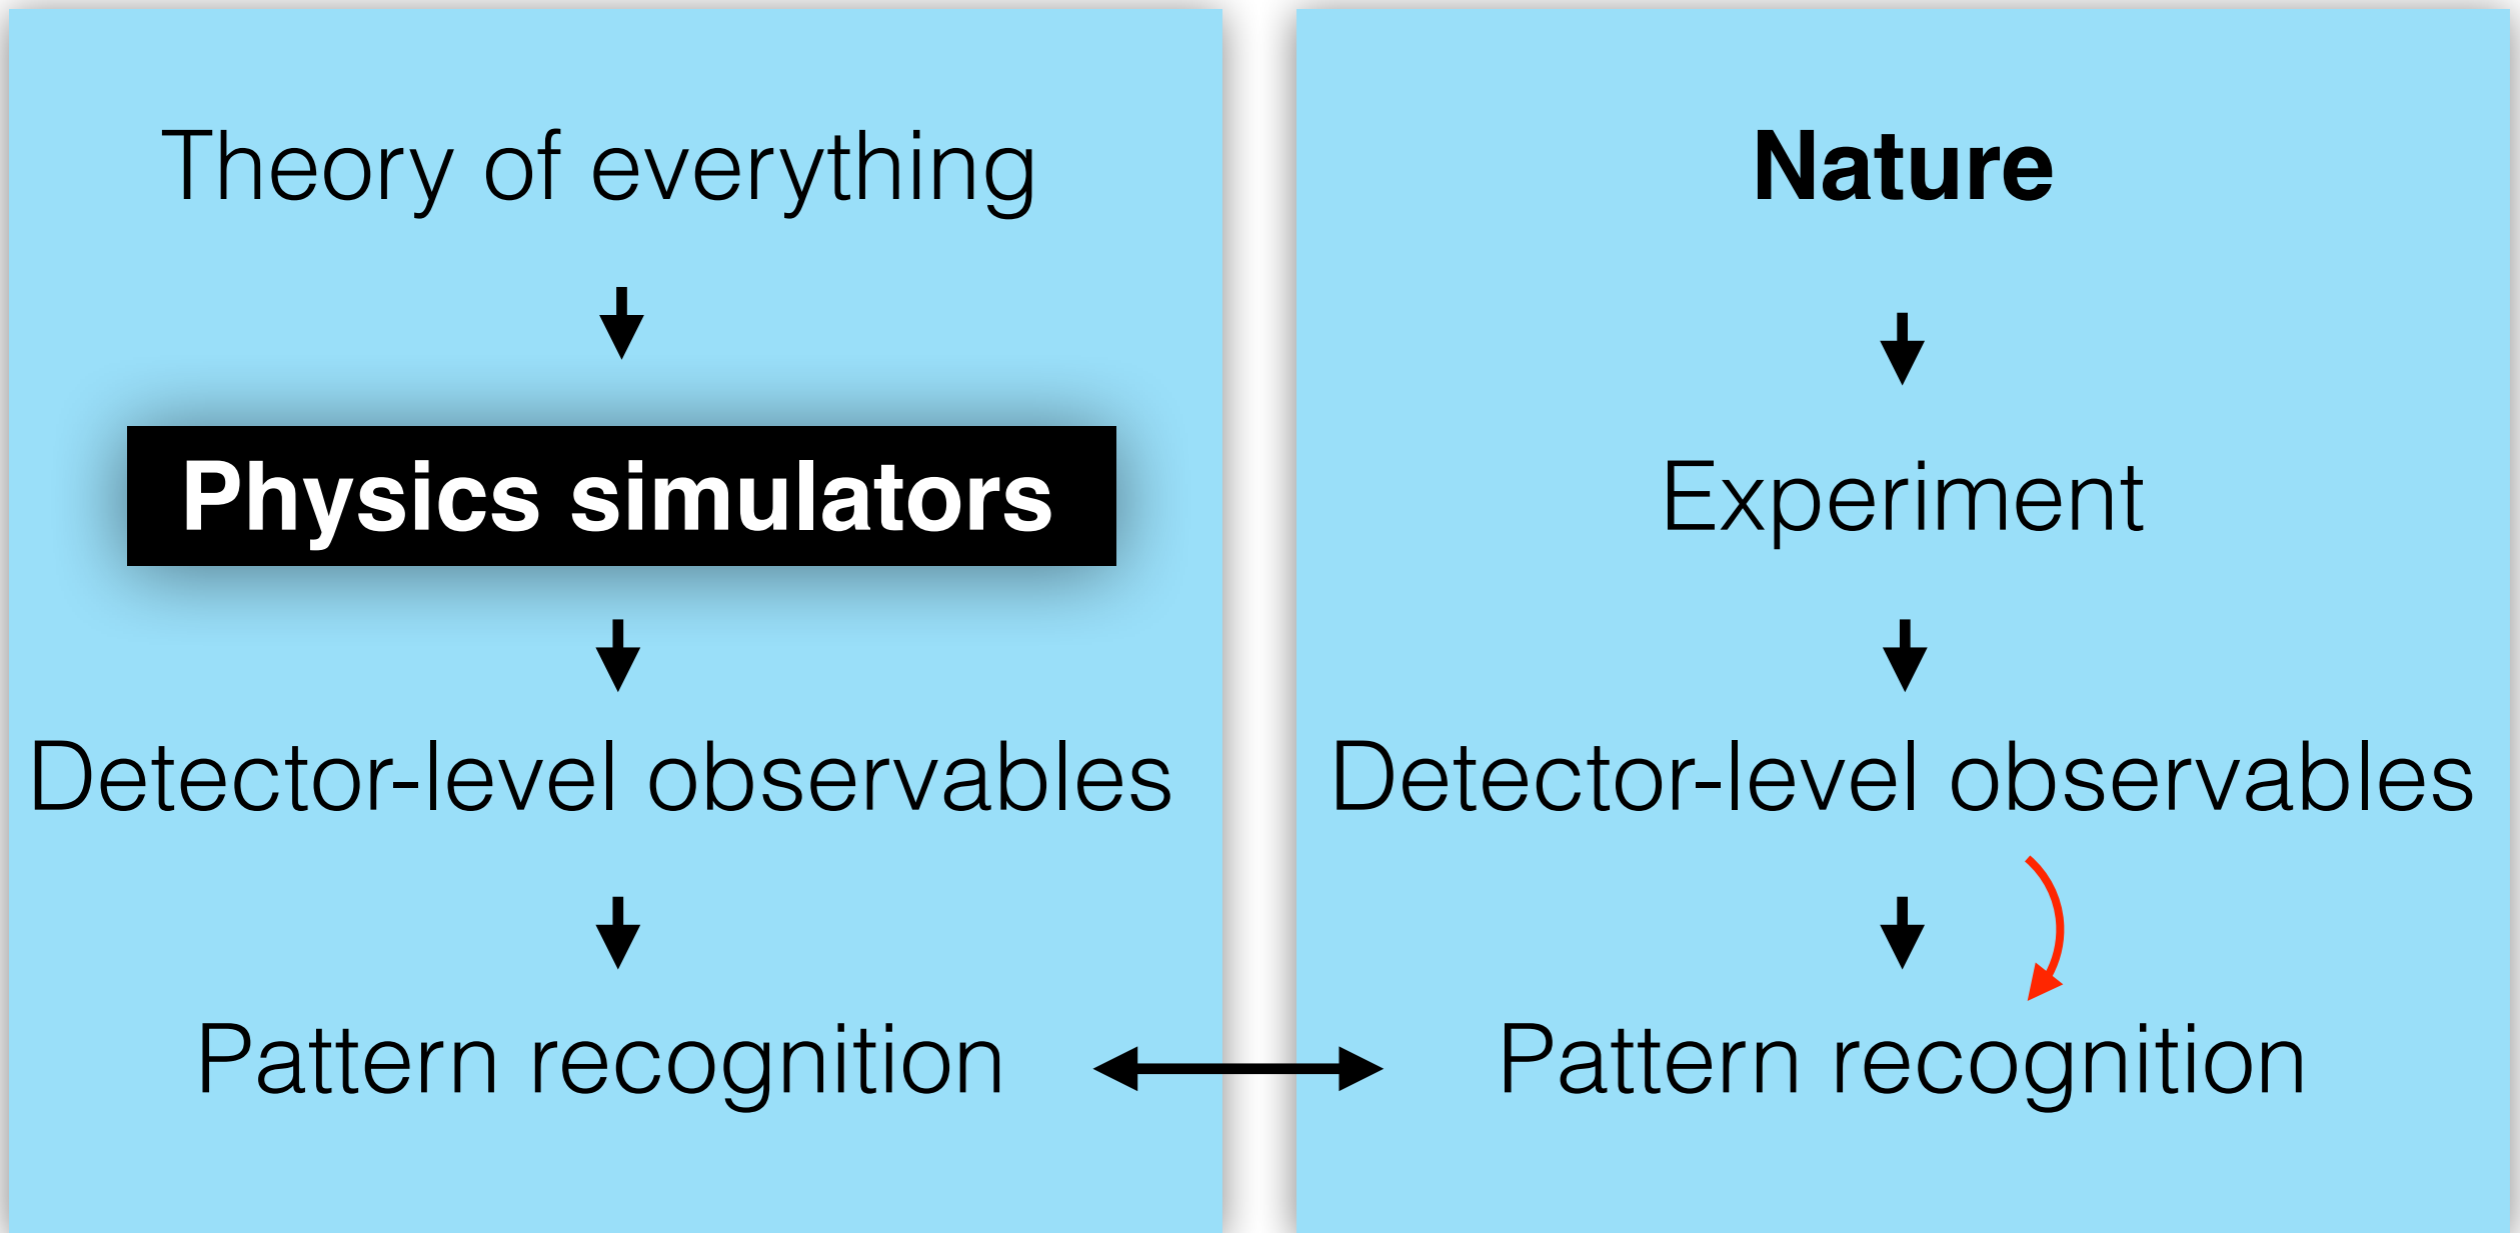 Theory of everything
Physics simulators
Detector-level observables
Pattern recognition
Nature
Experiment
Detector-level observables
Pattern recognition